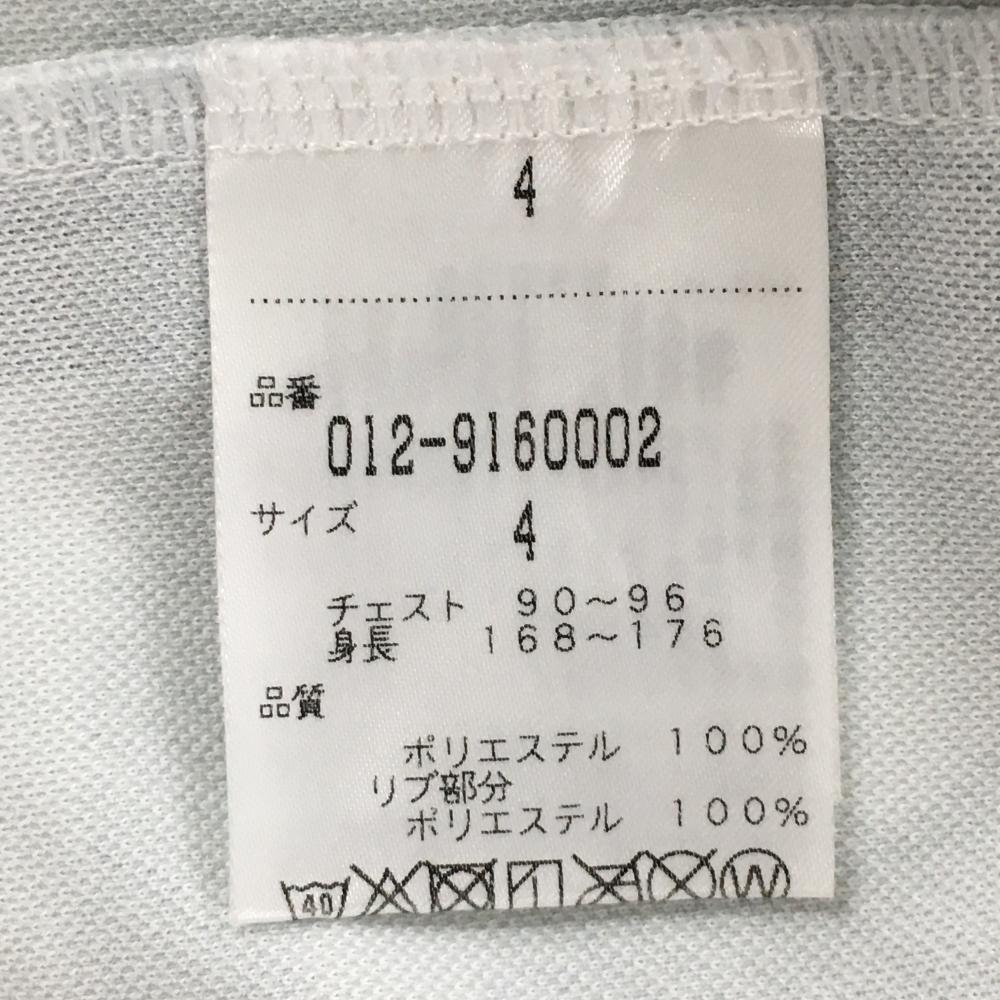 4
品番
012-9160002
サイズ 4
チェスト 90～96
身長 168～176
品質
ポリエステル 100%
リブ部分
ポリエステル 100%
40 W